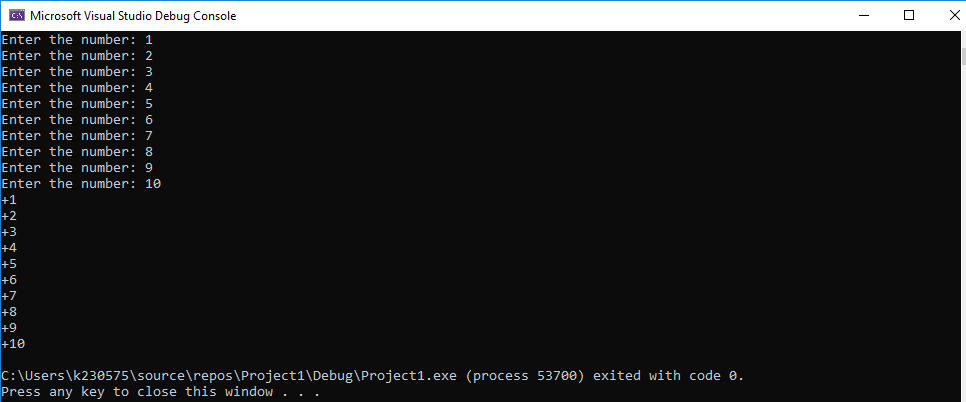 Microsoft Visual Studio Debug Console
Enter the number: 1
Enter the number: 2
Enter the number: 3
Enter the number: 4
Enter the number: 5
Enter the number: 6
Enter the number: 7
Enter the number: 8
Enter the number: 9
Enter the number: 10
+1
+2
+3
+4
+5
+6
+7
+8
+9
+10
C:\Users\k230575\source\repos\Project1\Debug\Project1.exe (process 53700) exited with code 0.
Press any key to close this window . . .